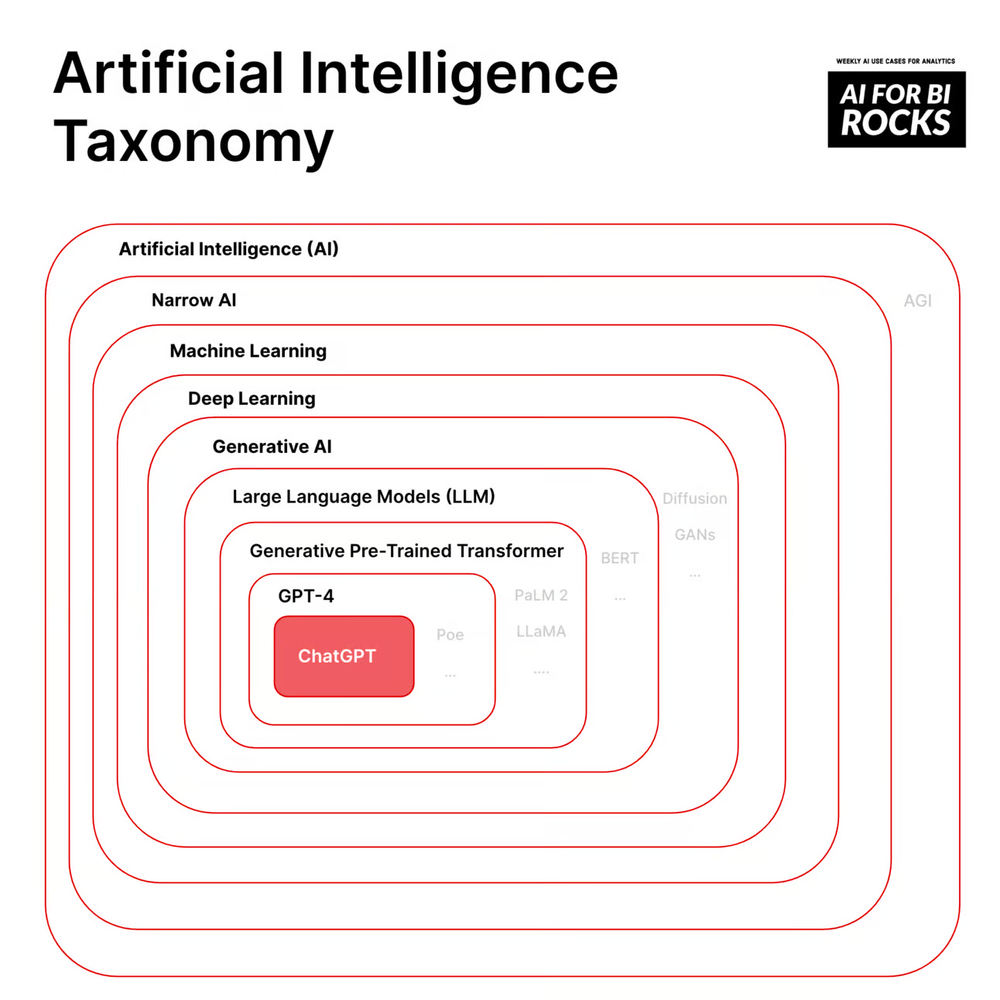 Artificial Intelligence
Taxonomy
WEEKLY AI USE CASES FOR ANALYTICS
AI FOR BI
ROCKS
Artificial Intelligence (AI)
Narrow AI
AGI
Machine Learning
Deep Learning
Generative AI
Large Language Models (LLM)
Diffusion
GANs
...
Generative Pre-Trained Transformer
BERT
...
GPT-4
PaLM 2
LLaMA
....
ChatGPT
Poe
...